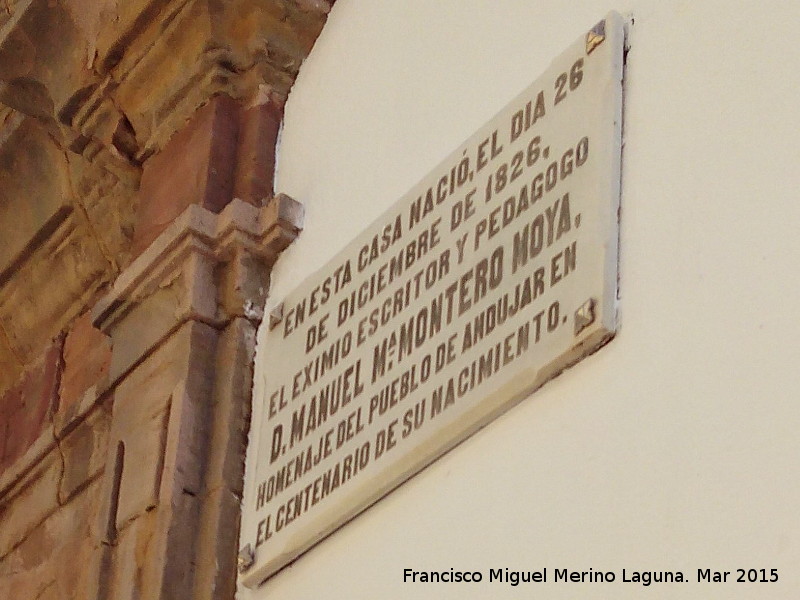 EN ESTA CASA NACIÓ, EL DIA 26
DE DICIEMBRE DE 1826,
EL EXIMIO ESCRITOR Y PEDAGOGO
D. MANUEL Mª MONTERO MOYA.
HOMENAJE DEL PUEBLO DE ANDUJAR EN
EL CENTENARIO DE SU NACIMIENTO.
Francisco Miguel Merino Laguna. Mar 2015